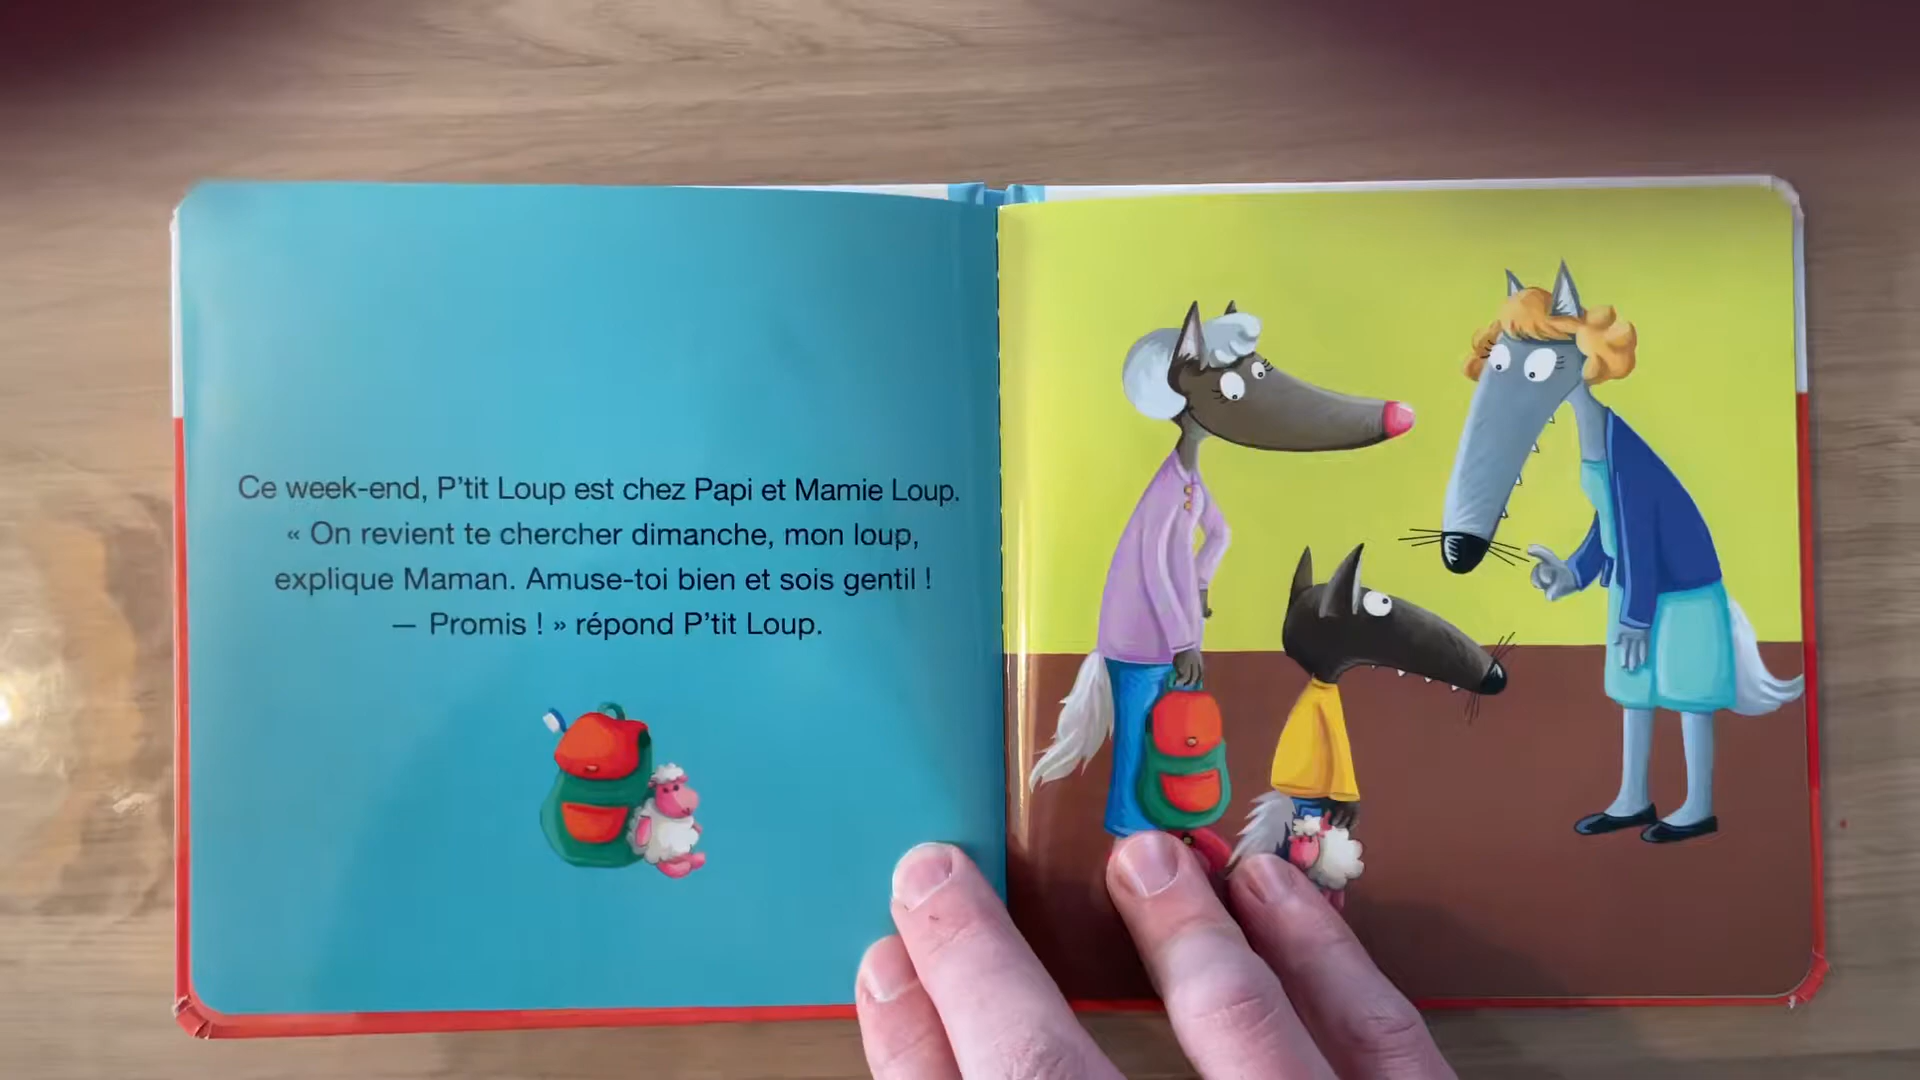 Ce week-end, P'tit Loup est chez Papi et Mamie Loup.
« On revient te chercher dimanche, mon loup,
explique Maman. Amuse-toi bien et sois gentil !
— Promis ! » répond P'tit Loup.